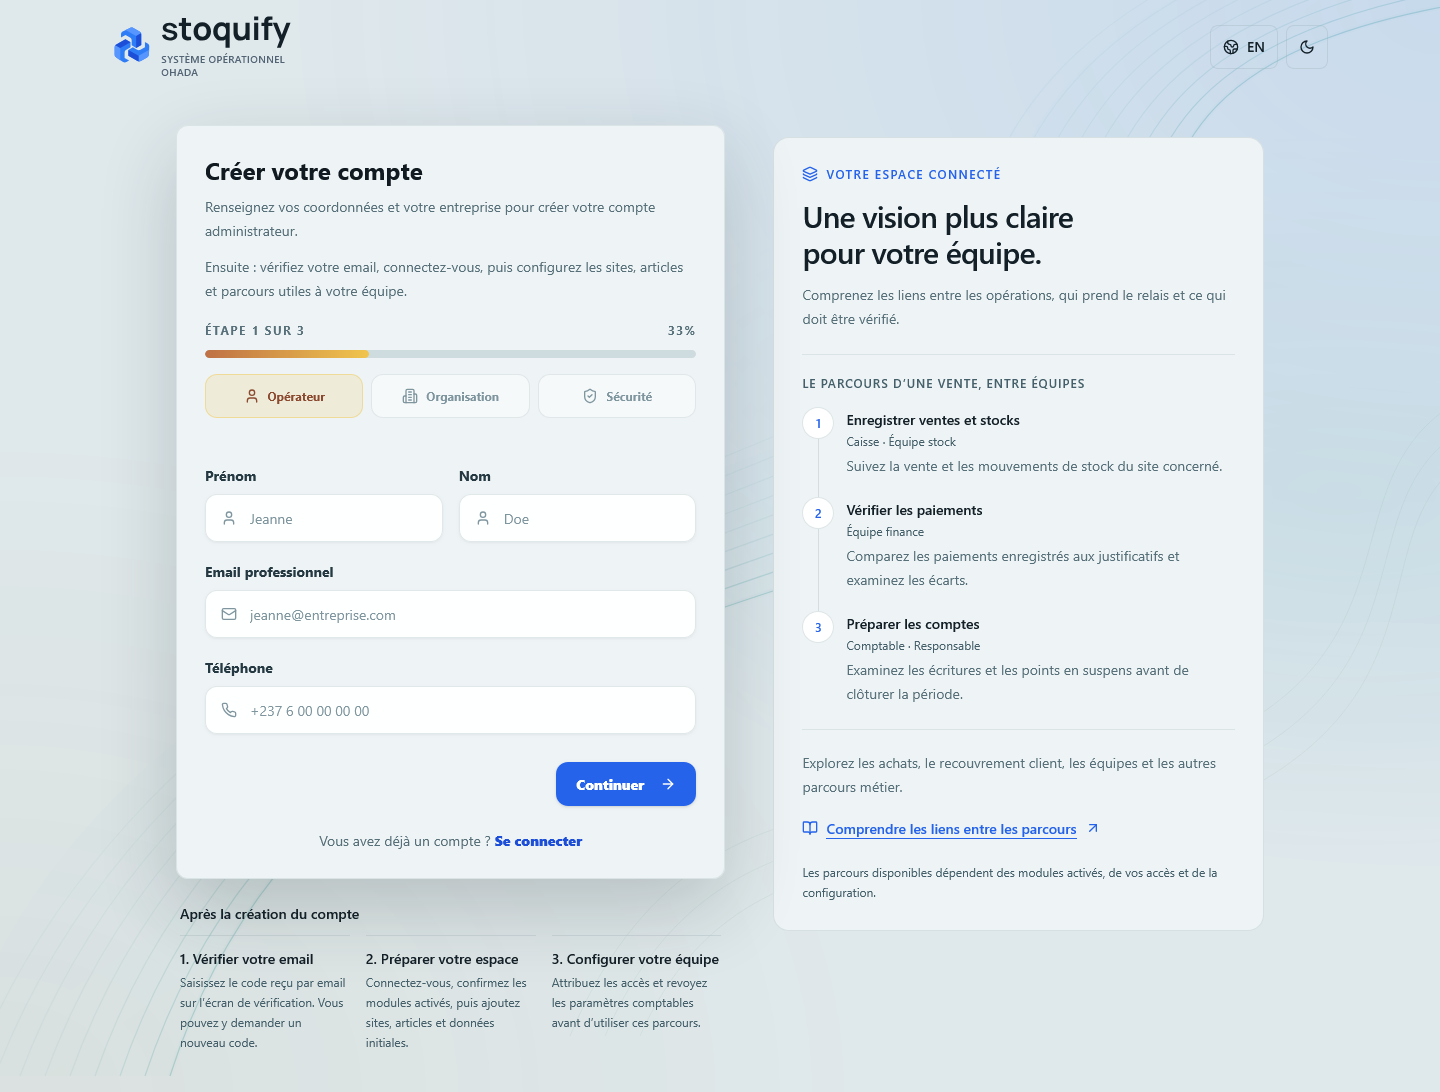 stoquify
SYSTÈME OPÉRATIONNEL
OHADA
EN
Créer votre compte
Renseignez vos coordonnées et votre entreprise pour créer votre compte
administrateur.
Ensuite : vérifiez votre email, connectez-vous, puis configurez les sites, articles
et parcours utiles à votre équipe.
ÉTAPE 1 SUR 3
33%
Opérateur
Organisation
Sécurité
Prénom
Nom
Jeanne
Doe
Email professionnel
jeanne@entreprise.com
Téléphone
+237 6 00 00 00 00
Continuer
Vous avez déjà un compte ? Se connecter
Après la création du compte
1. Vérifier votre email
Saisissez le code reçu par email
sur l’écran de vérification. Vous
pouvez y demander un
nouveau code.
2. Préparer votre espace
Connectez-vous, confirmez les
modules activés, puis ajoutez
sites, articles et données
initiales.
3. Configurer votre équipe
Attribuez les accès et revoyez
les paramètres comptables
avant d’utiliser ces parcours.
VOTRE ESPACE CONNECTÉ
Une vision plus claire
pour votre équipe.
Comprenez les liens entre les opérations, qui prend le relais et ce qui
doit être vérifié.
LE PARCOURS D’UNE VENTE, ENTRE ÉQUIPES
1
Enregistrer ventes et stocks
Caisse · Équipe stock
Suivez la vente et les mouvements de stock du site concerné.
2
Vérifier les paiements
Équipe finance
Comparez les paiements enregistrés aux justificatifs et
examinez les écarts.
3
Préparer les comptes
Comptable · Responsable
Examinez les écritures et les points en suspens avant de
clôturer la période.
Explorez les achats, le recouvrement client, les équipes et les autres
parcours métier.
Comprendre les liens entre les parcours
Les parcours disponibles dépendent des modules activés, de vos accès et de la
configuration.